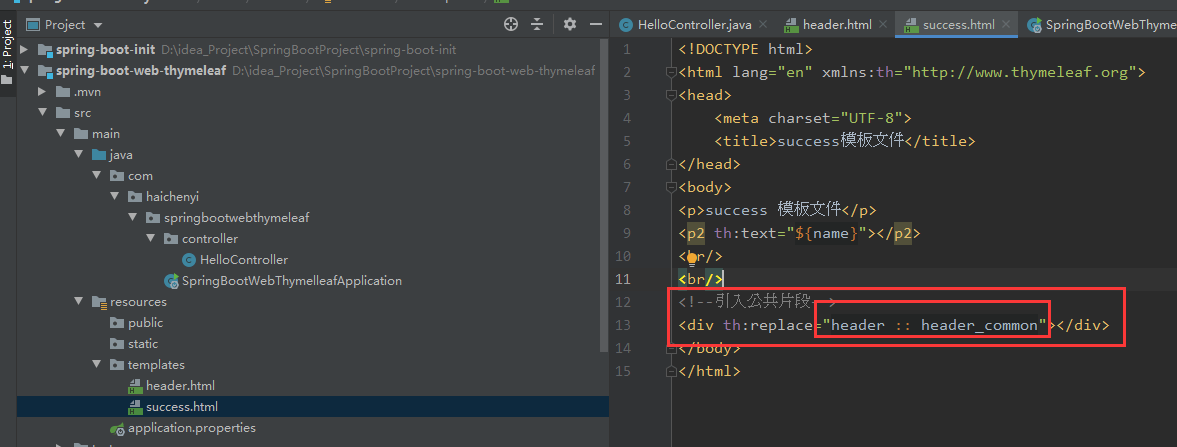 1: Project
Project
spring-boot-init D:\idea_Project\SpringBootProject\spring-boot-init
spring-boot-web-thymeleaf D:\idea_Project\SpringBootProject\spring-boot-web-thymeleaf
.mvn
src
main
java
com
haichenyi
springbootwebthymeleaf
controller
HelloController
SpringBootWebThymelleafApplication
resources
public
static
templates
header.html
success.html
application.properties
HelloController.java
header.html
success.html
SpringBootWebThyme
1 <!DOCTYPE html>
2 <html lang="en" xmlns:th="http://www.thymeleaf.org">
3 <head>
4 <meta charset="UTF-8">
5 <title>success模板文件</title>
6 </head>
7 <body>
8 <p>success 模板文件</p>
9 <p2 th:text="${name}"></p2>
10 <br/>
11 <br/>
12 <!--引入公共片段-->
13 <div th:replace="header :: header_common"></div>
14 </body>
15 </html>